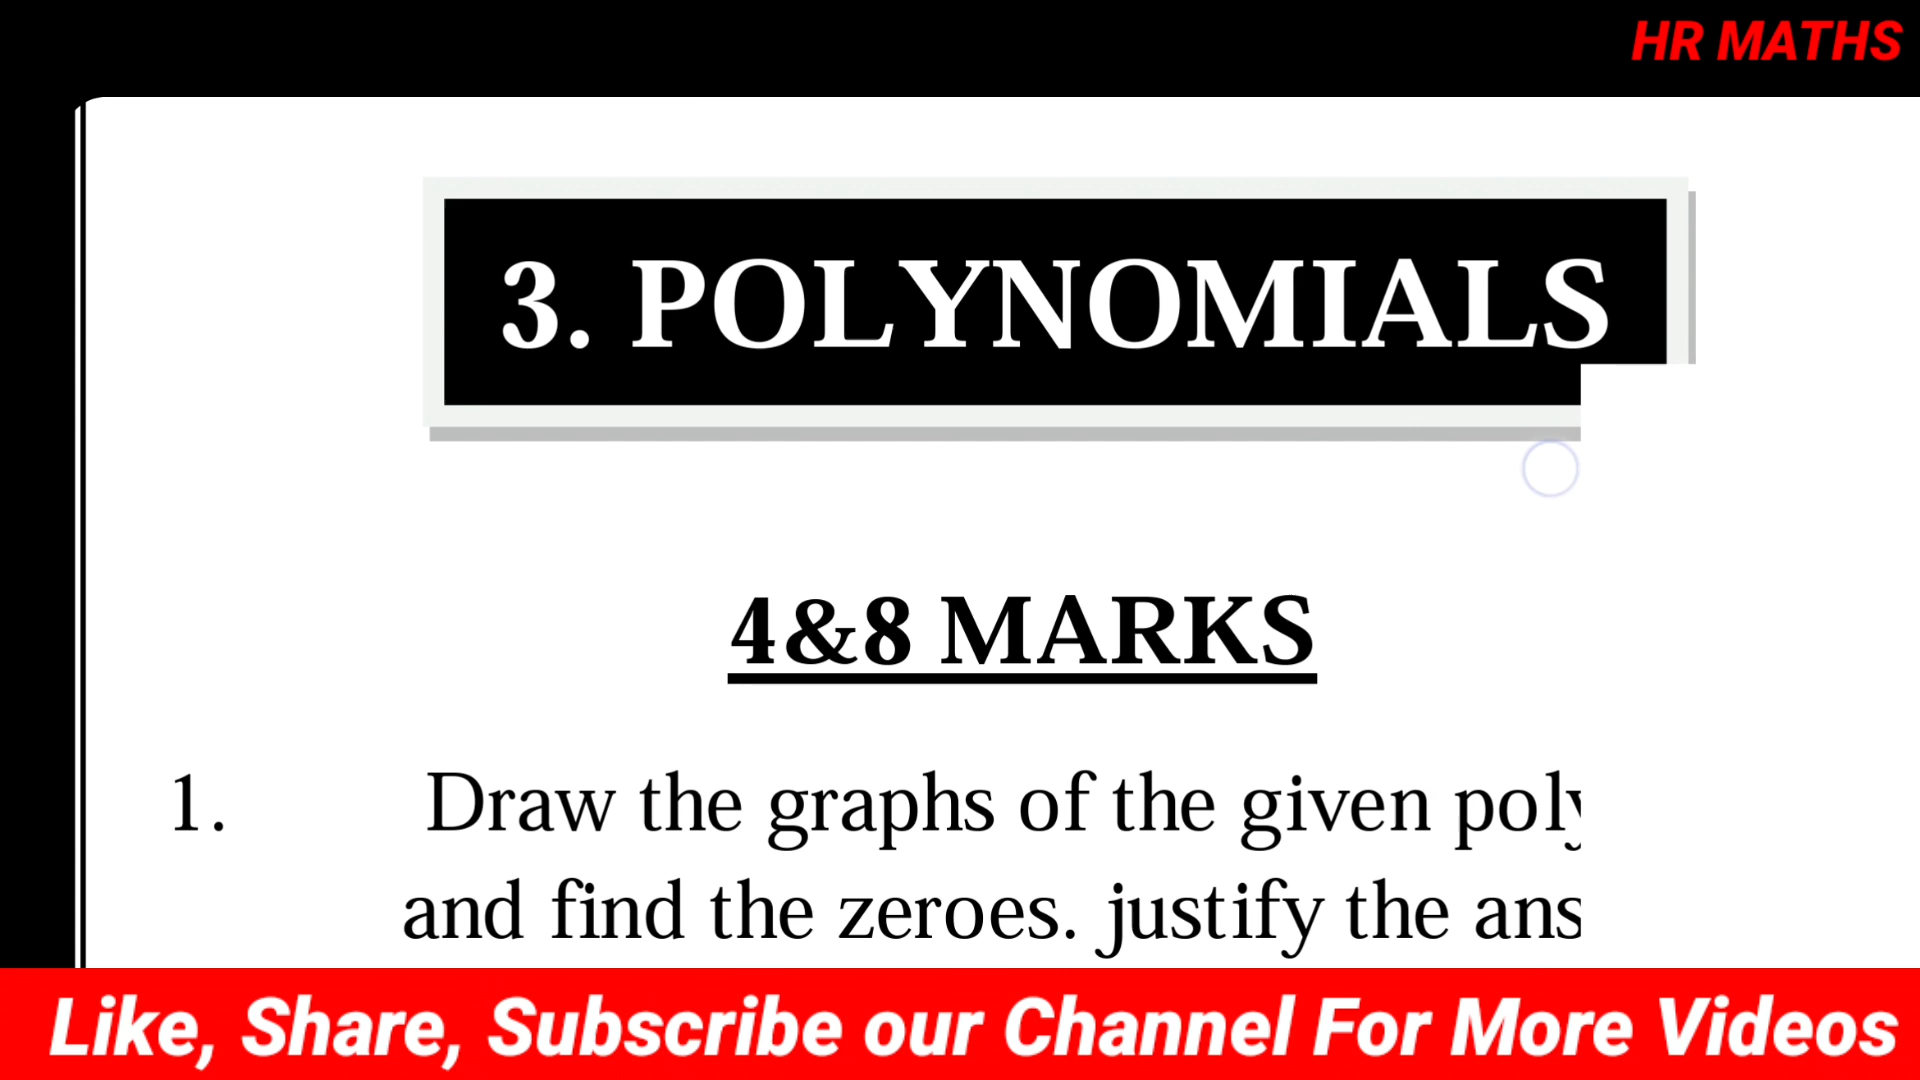 HR MATHS
3. POLYNOMIALS
4&8 MARKS
1. Draw the graphs of the given
and find the zeroes. justify the
Like, Share, Subscribe our Channel For More Videos